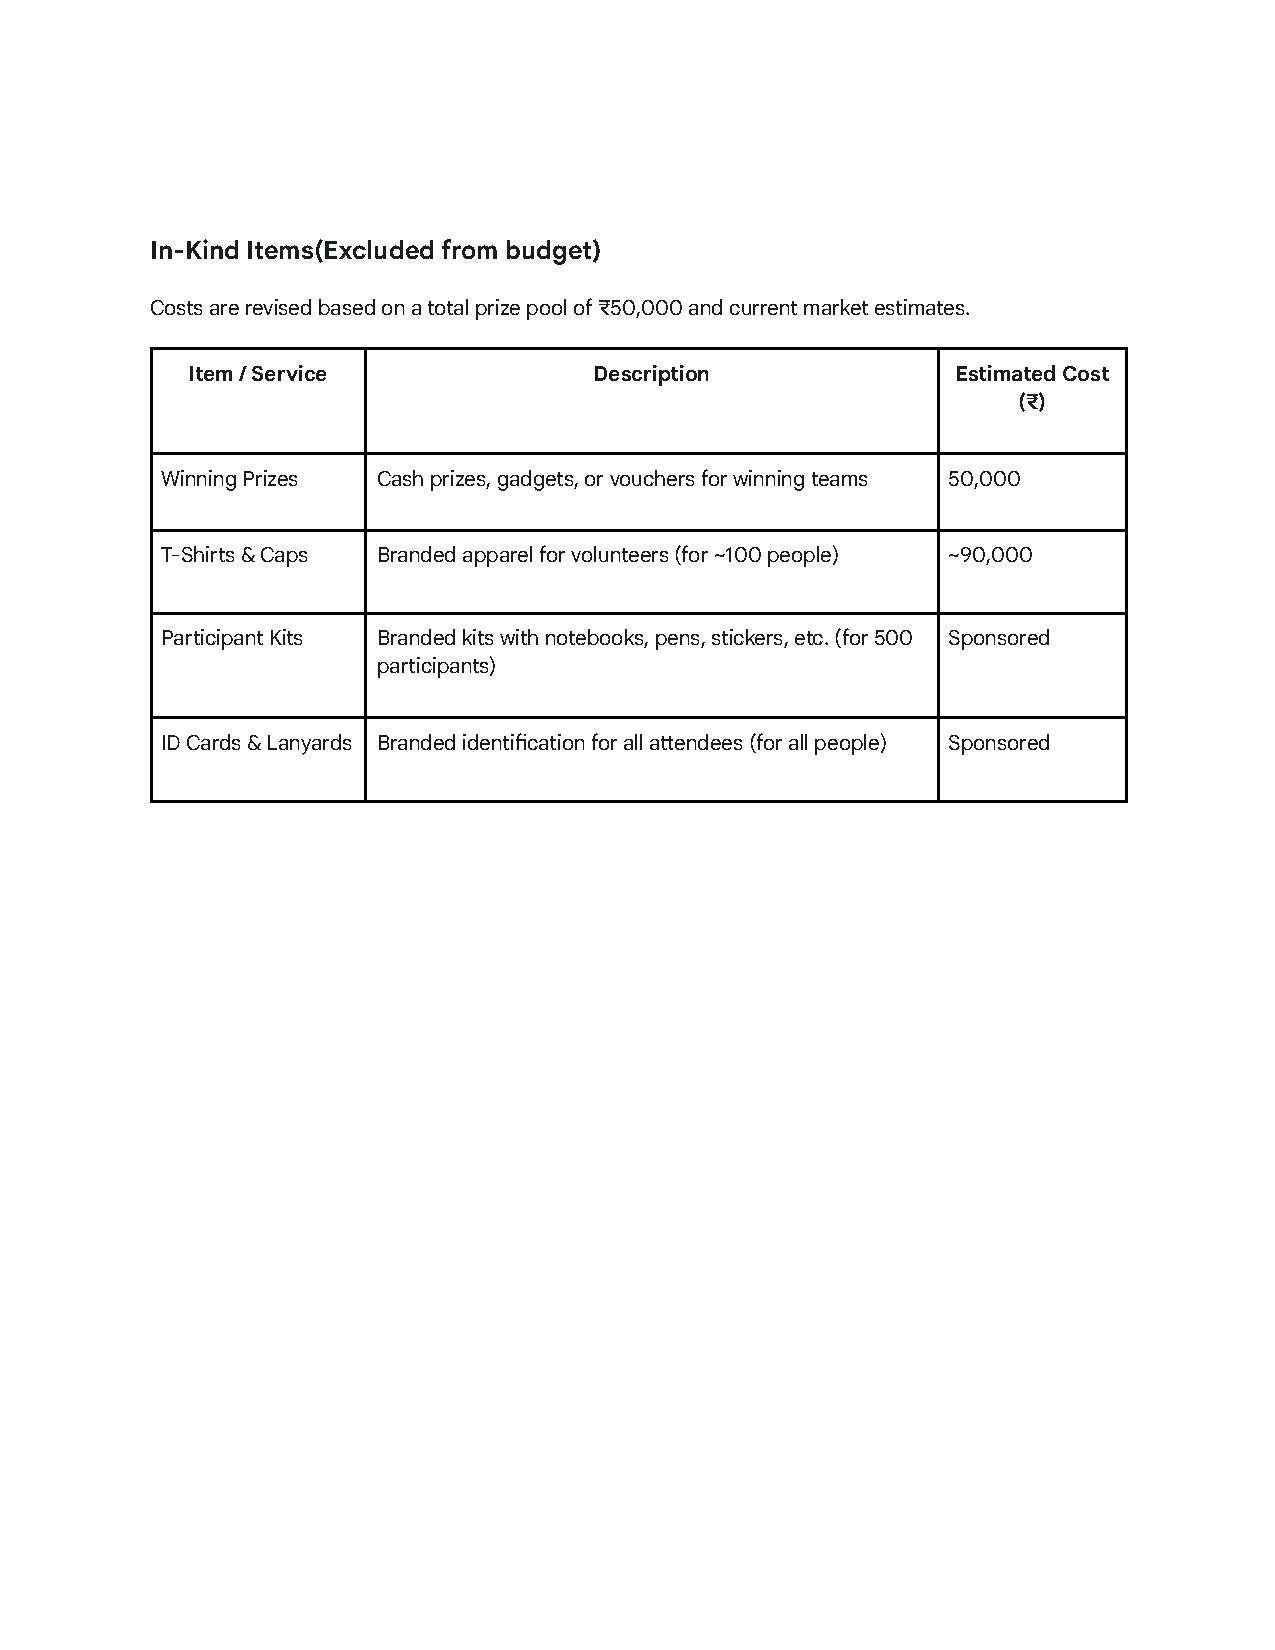 In-Kind Items(Excluded from budget)
Costs are revised based on a total prize pool of ₹50,000 and current market estimates.
Item / Service
Description
Estimated Cost
(₹)
Winning Prizes
Cash prizes, gadgets, or vouchers for winning teams
50,000
T-Shirts & Caps
Branded apparel for volunteers (for ~100 people)
~90,000
Participant Kits
Branded kits with notebooks, pens, stickers, etc. (for 500
participants)
Sponsored
ID Cards & Lanyards
Branded identification for all attendees (for all people)
Sponsored